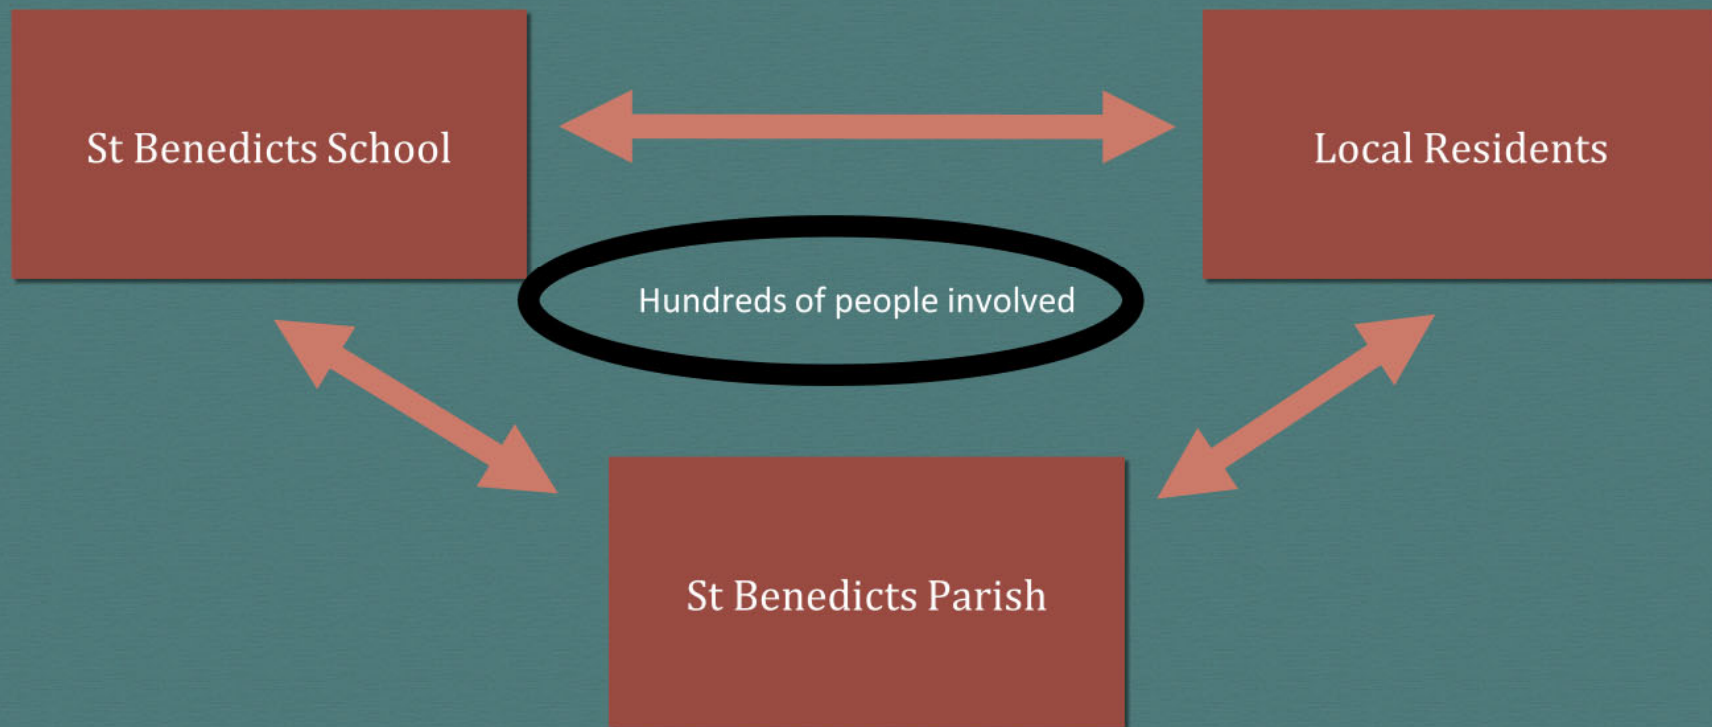 St Benedicts School
Local Residents
Hundreds of people involved
St Benedicts Parish